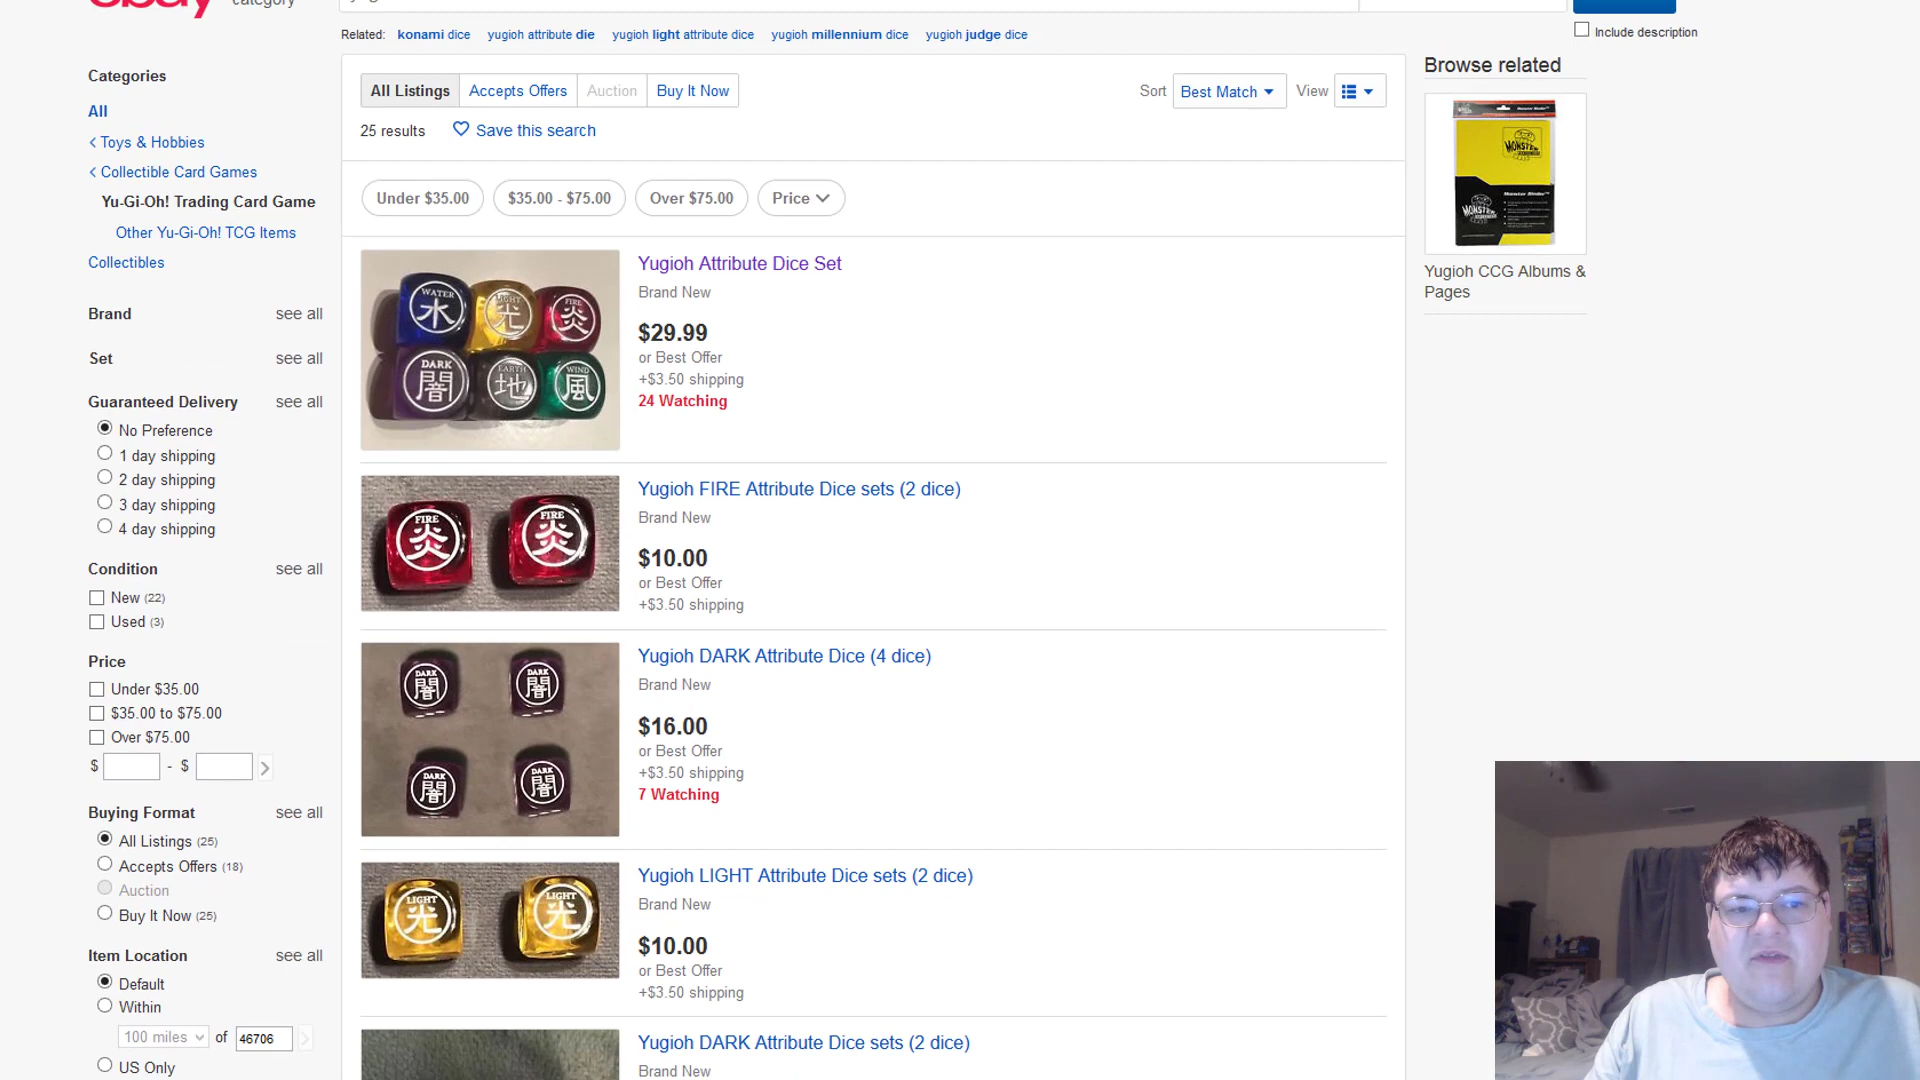 category
Related: konami dice yugioh attribute die yugioh light attribute dice yugioh millennium dice yugioh judge dice
Include description
Categories
All
Toys & Hobbies
Collectible Card Games
Yu-Gi-Oh! Trading Card Game
Other Yu-Gi-Oh! TCG Items
Collectibles
Brand see all
Set see all
Guaranteed Delivery see all
No Preference
1 day shipping
2 day shipping
3 day shipping
4 day shipping
Condition see all
New (22)
Used (3)
Price
Under $35.00
$35.00 to $75.00
Over $75.00
$ - $
Buying Format see all
All Listings (25)
Accepts Offers (18)
Auction
Buy It Now (25)
Item Location see all
Default
Within
100 miles of 46706
US Only
All Listings Accepts Offers Auction Buy It Now
Sort Best Match View
25 results Save this search
Under $35.00 $35.00 - $75.00 Over $75.00 Price
WATER 水
LIGHT 光
FIRE 炎
DARK 闇
EARTH 地
WIND 風
Yugioh Attribute Dice Set
Brand New
$29.99
or Best Offer
+$3.50 shipping
24 Watching
FIRE 炎
FIRE 炎
Yugioh FIRE Attribute Dice sets (2 dice)
Brand New
$10.00
or Best Offer
+$3.50 shipping
DARK 闇
DARK 闇
DARK 闇
DARK 闇
Yugioh DARK Attribute Dice (4 dice)
Brand New
$16.00
or Best Offer
+$3.50 shipping
7 Watching
LIGHT 光
LIGHT 光
Yugioh LIGHT Attribute Dice sets (2 dice)
Brand New
$10.00
or Best Offer
+$3.50 shipping
Yugioh DARK Attribute Dice sets (2 dice)
Brand New
Browse related
MONSTER
MONSTER
Yugioh CCG Albums &
Pages